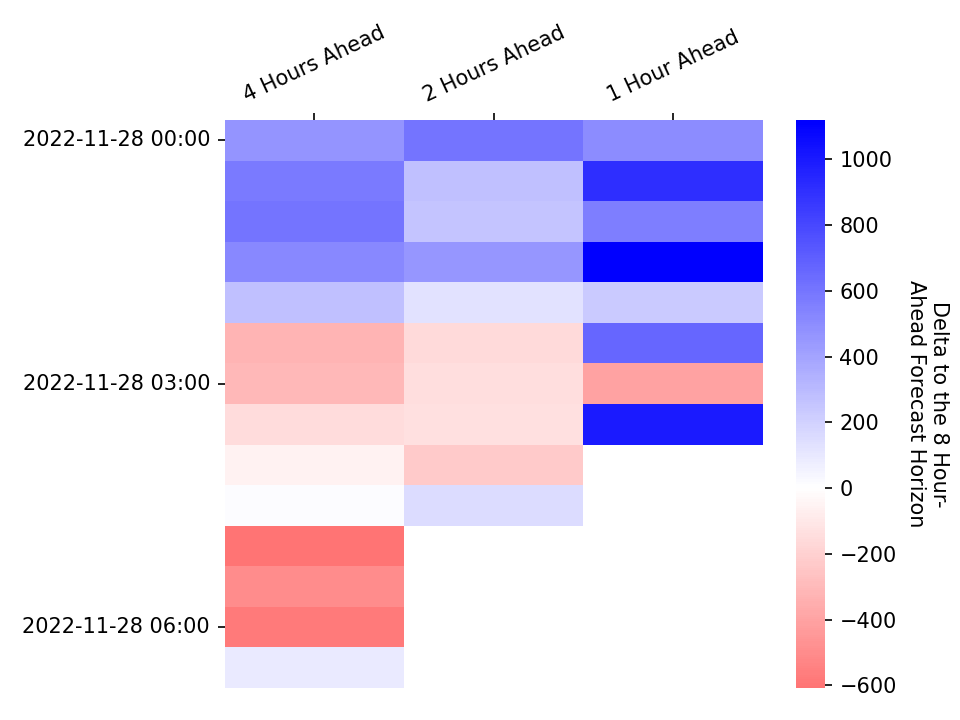 4 Hours Ahead
2 Hours Ahead
1 Hour Ahead
2022-11-28 00:00
2022-11-28 03:00
2022-11-28 06:00
1000
800
600
400
200
0
−200
−400
−600
Delta to the 8 Hour-
Ahead Forecast Horizon